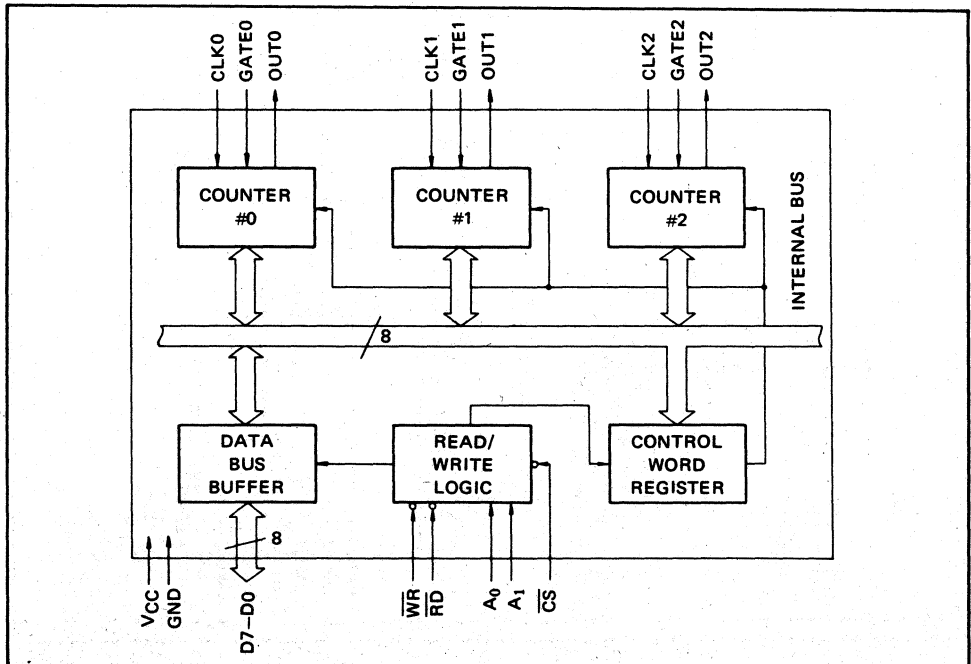 CLK0
GATE0
OUT0
CLK1
GATE1
OUT1
CLK2
GATE2
OUT2
COUNTER
#0
COUNTER
#1
COUNTER
#2
INTERNAL BUS
8
DATA
BUS
BUFFER
READ/
WRITE
LOGIC
CONTROL
WORD
REGISTER
8
VCC
GND
D7–D0
WR
RD
A0
A1
CS